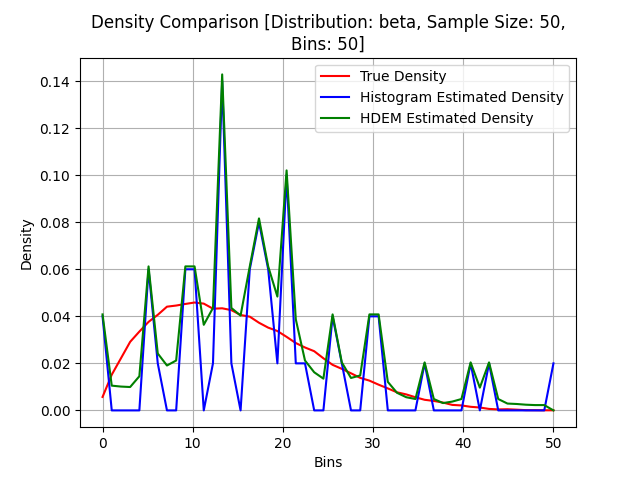 Density Comparison [Distribution: beta, Sample Size: 50,
Bins: 50]
True Density
Histogram Estimated Density
HDEM Estimated Density
Density
0.14
0.12
0.10
0.08
0.06
0.04
0.02
0.00
0 10 20 30 40 50
Bins